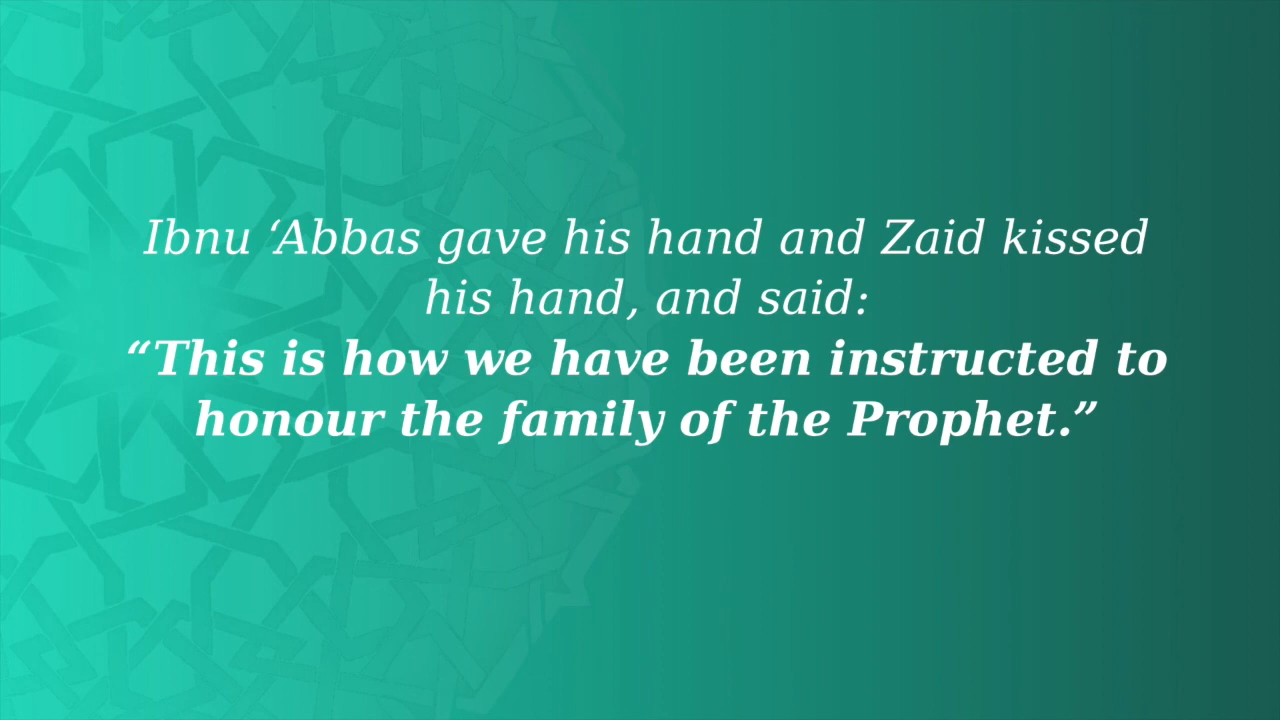 Ibnu ‘Abbas gave his hand and Zaid kissed
his hand, and said:
“This is how we have been instructed to
honour the family of the Prophet.”